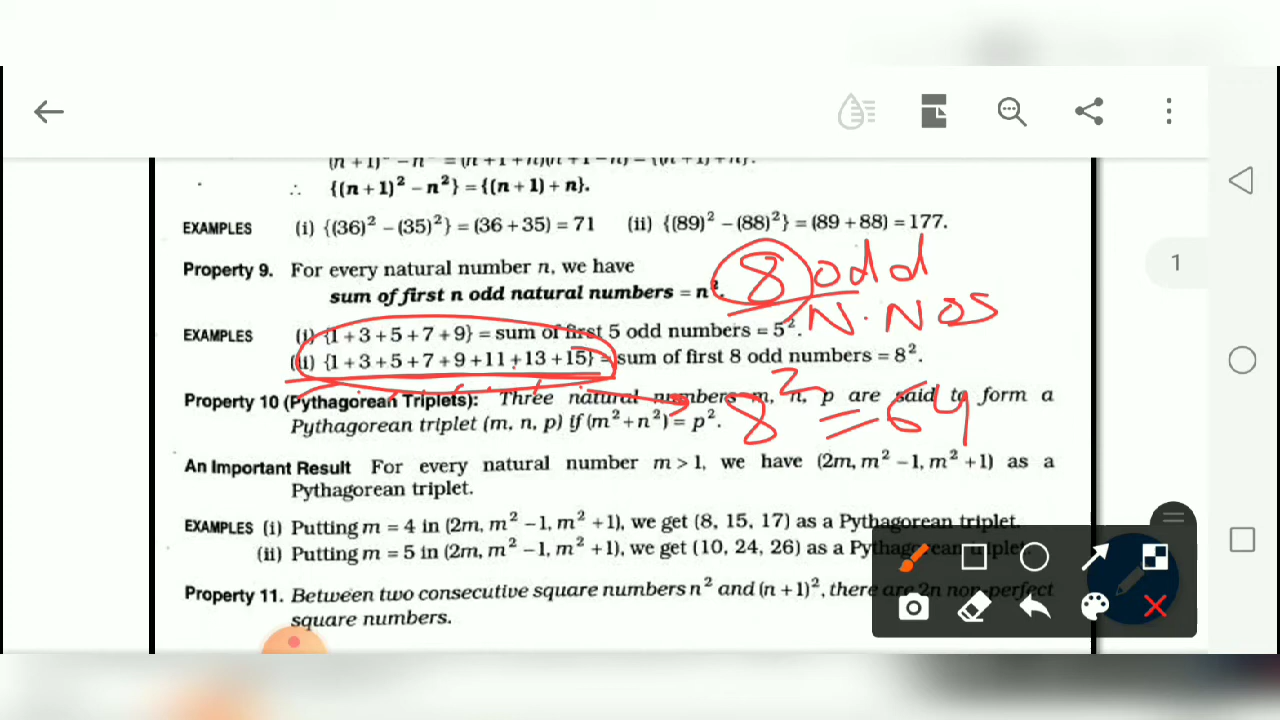 (n+1)² − n² = (n+1+n)(n+1−n) = {(n+1)+n}.
∴ {(n+1)² − n²} = {(n+1)+n}.
EXAMPLES (i) {(36)² − (35)²} = (36 + 35) = 71 (ii) {(89)² − (88)²} = (89 + 88) = 177.
Property 9. For every natural number n, we have
sum of first n odd natural numbers = n².
8 odd
N. NOS
EXAMPLES (i) {1 + 3 + 5 + 7 + 9} = sum of first 5 odd numbers = 5².
(ii) {1 + 3 + 5 + 7 + 9 + 11 + 13 + 15} = sum of first 8 odd numbers = 8².
8² = 64
Property 10 (Pythagorean Triplets): Three natural numbers m, n, p are said to form a
Pythagorean triplet (m, n, p) if (m² + n²) = p².
An Important Result For every natural number m > 1, we have (2m, m² − 1, m² + 1) as a
Pythagorean triplet.
EXAMPLES (i) Putting m = 4 in (2m, m² − 1, m² + 1), we get (8, 15, 17) as a Pythagorean triplet.
(ii) Putting m = 5 in (2m, m² − 1, m² + 1), we get (10, 24, 26) as a Pythagorean triplet.
Property 11. Between two consecutive square numbers n² and (n + 1)², there are 2n non-perfect
square numbers.
1